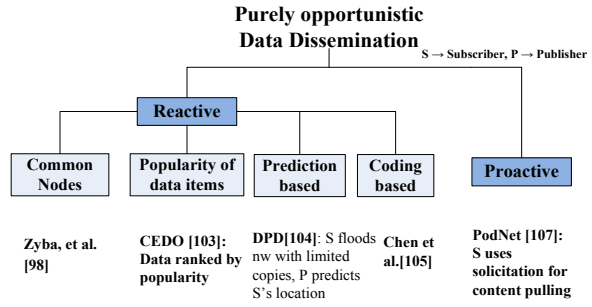 Purely opportunistic
Data Dissemination
S → Subscriber, P → Publisher
Reactive
Common
Nodes
Popularity of
data items
Prediction
based
Coding
based
Proactive
Zyba, et al.
[98]
CEDO [103]:
Data ranked by
popularity
DPD[104]: S floods
nw with limited
copies, P predicts
S's location
Chen et
al.[105]
PodNet [107]:
S uses
solicitation for
content pulling